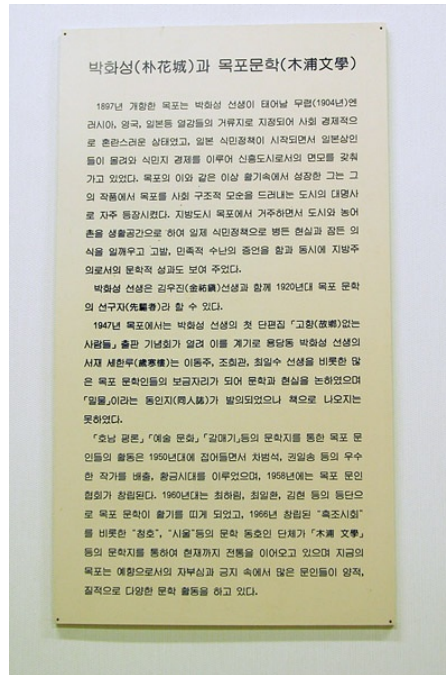 박화성(朴花城)과 목포문학(木浦文學)
1897년 개항한 목포는 박화성 선생이 태어날 무렵(1904년)엔
러시아, 영국, 일본등 열강들의 거류지로 지정되어 사회 경제적으
로 혼란스러운 상태였고, 일본 식민정책이 시작되면서 일본상인
들이 몰려와 식민지 경제를 이루어 신흥도시로서의 면모를 갖춰
가고 있었다. 목포의 이와 같은 이상 활기속에서 성장한 그는 그
의 작품에서 목포를 사회 구조적 모순을 드러내는 도시의 대명사
로 자주 등장시켰다. 지방도시 목포에서 거주하면서 도시와 농어
촌을 생활공간으로 하여 일제 식민정책으로 병든 현실과 잠든 의
식을 일깨우고 고발, 민족적 수난의 증언을 함과 동시에 지방주
의로서의 문학적 성과도 보여 주었다.
박화성 선생은 김우진(金祐鎭)선생과 함께 1920년대 목포 문학
의 선구자(先驅者)라 할 수 있다.
1947년 목포에서는 박화성 선생의 첫 단편집 「고향(故鄕)없는
사람들」 출판 기념회가 열려 이를 계기로 용당동 박화성 선생의
서재 세한루(歲寒樓)는 이동주, 조희관, 최일수 선생을 비롯한 많
은 목포 문학인들의 보금자리가 되어 문학과 현실을 논하였으며
「밀물」이라는 동인지(同人誌)가 발의되었으나 책으로 나오지는
못하였다.
「호남 평론」「예술 문화」「갈매기」등의 문학지를 통한 목포 문
인들의 활동은 1950년대에 접어들면서 차범석, 권일송 등의 우수
한 작가를 배출, 황금시대를 이루었으며, 1958년에는 목포 문인
협회가 창립된다. 1960년대는 최하림, 최일환, 김현 등의 등단으
로 목포 문학이 활기를 띠게 되었고, 1966년 창립된 "흑조시회"
를 비롯한 "청호", "시울"등의 문학 동호인 단체가 「木浦 文學」
등의 문학지를 통하여 현재까지 전통을 이어오고 있으며 지금의
목포는 예향으로서의 자부심과 긍지 속에서 많은 문인들이 양적,
질적으로 다양한 문학 활동을 하고 있다.